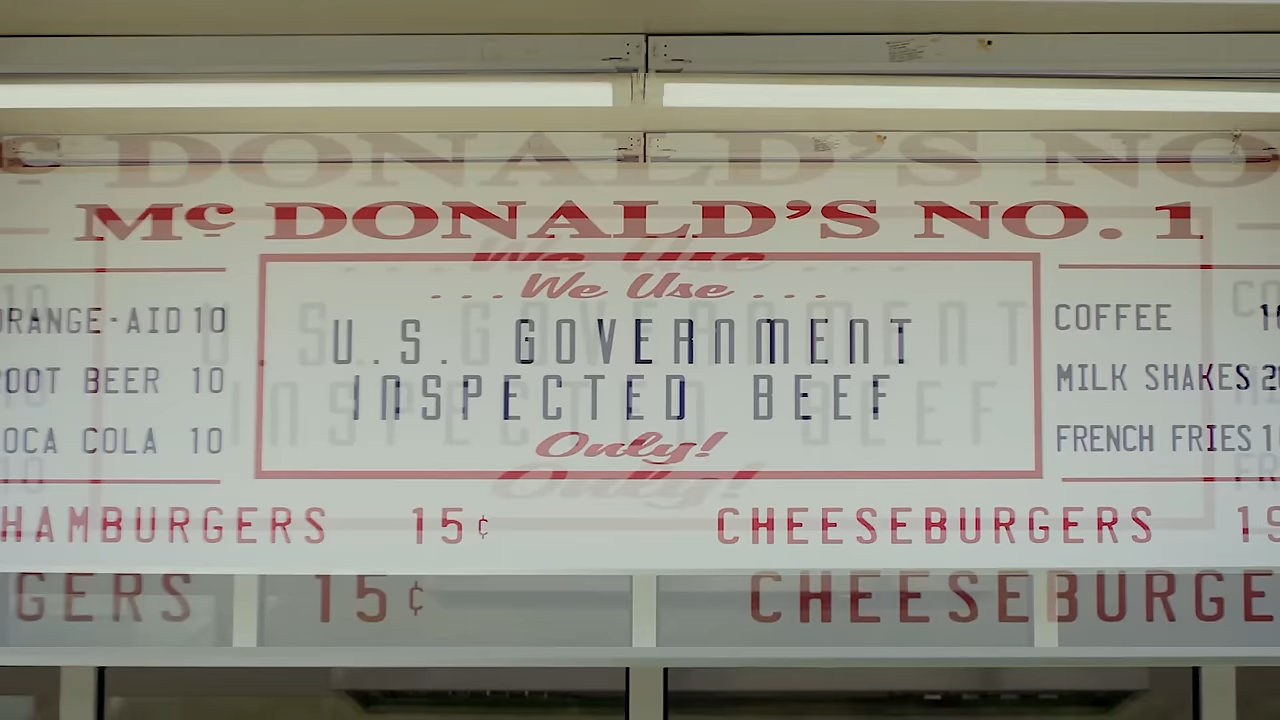 McDONALD'S NO. 1
...We Use...
U.S. GOVERNMENT
INSPECTED BEEF
Only!
ORANGE-AID 10
ROOT BEER 10
COCA COLA 10
COFFEE
MILK SHAKES
FRENCH FRIES
HAMBURGERS 15¢
CHEESEBURGERS